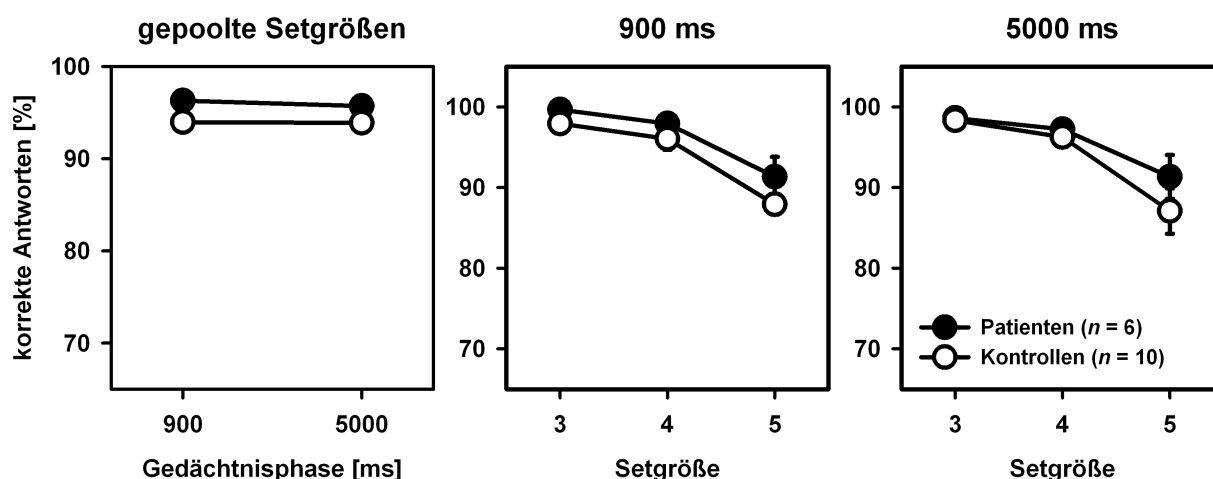 gepoolte Setgrößen
900 ms
5000 ms
korrekte Antworten [%]
100
90
80
70
900
5000
Gedächtnisphase [ms]
100
90
80
70
3
4
5
Setgröße
100
90
80
70
Patienten (n = 6)
Kontrollen (n = 10)
3
4
5
Setgröße